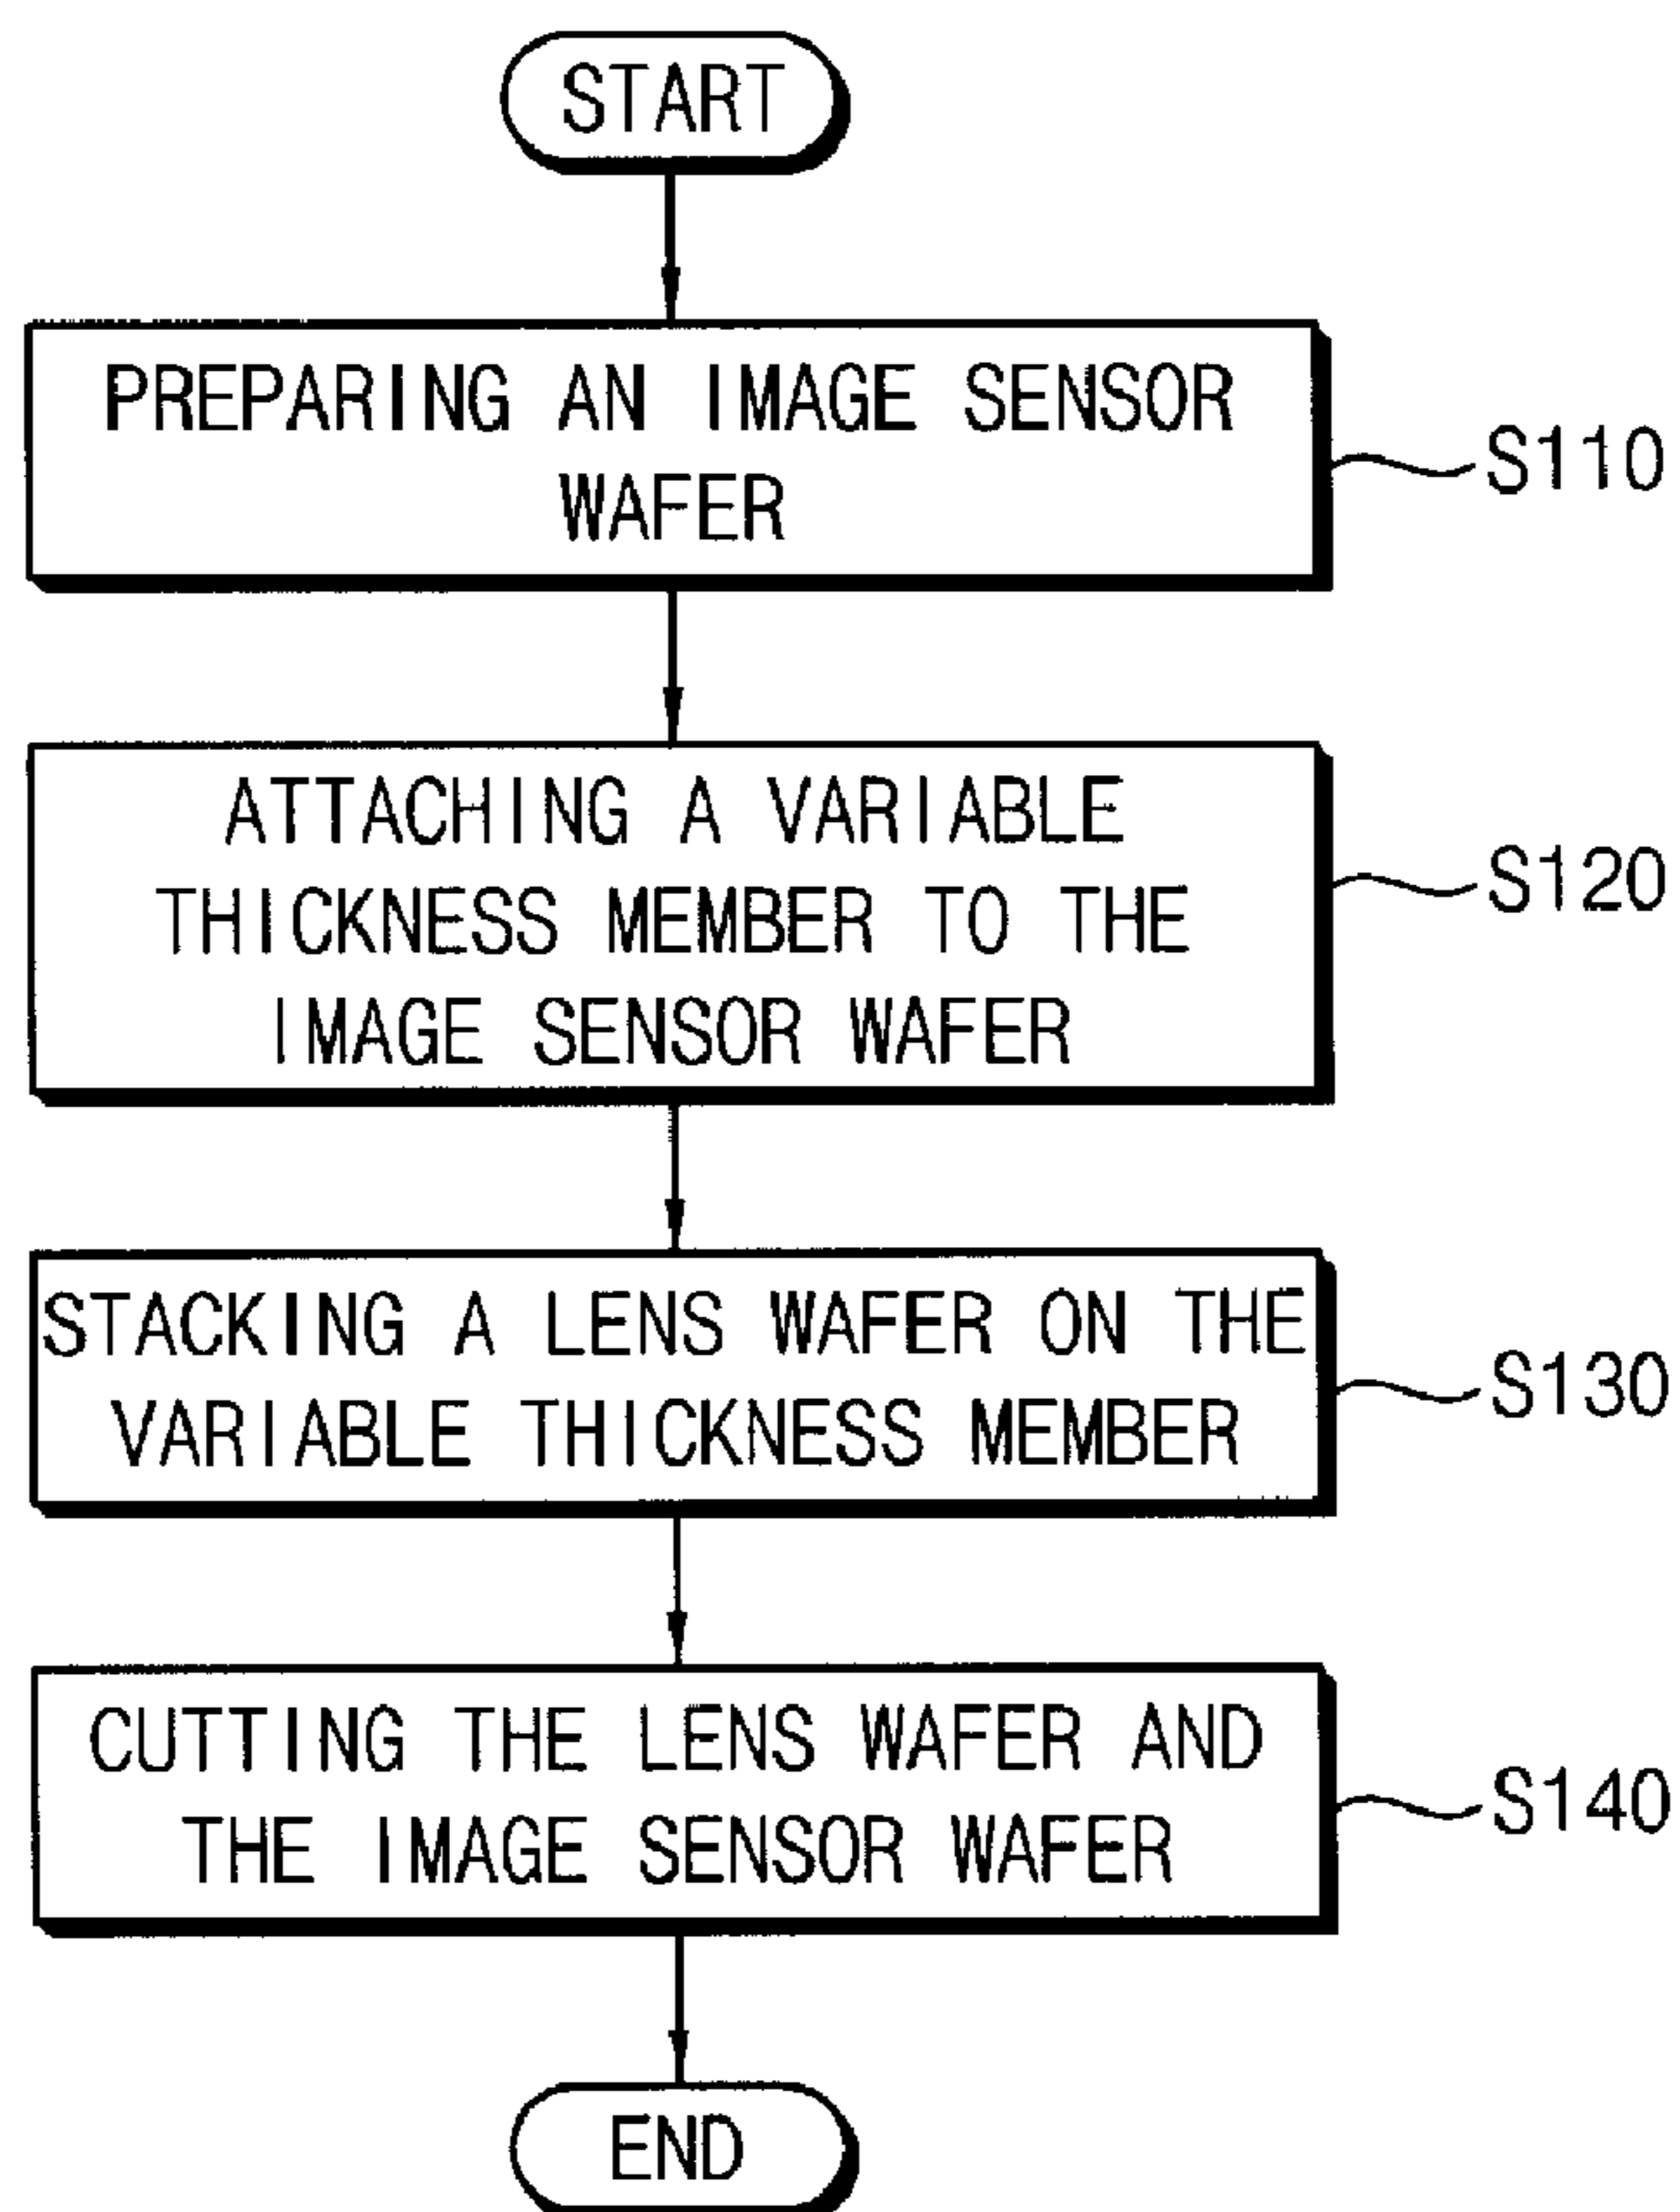 START
PREPARING AN IMAGE SENSOR
WAFER
S110
ATTACHING A VARIABLE
THICKNESS MEMBER TO THE
IMAGE SENSOR WAFER
S120
STACKING A LENS WAFER ON THE
VARIABLE THICKNESS MEMBER
S130
CUTTING THE LENS WAFER AND
THE IMAGE SENSOR WAFER
S140
END